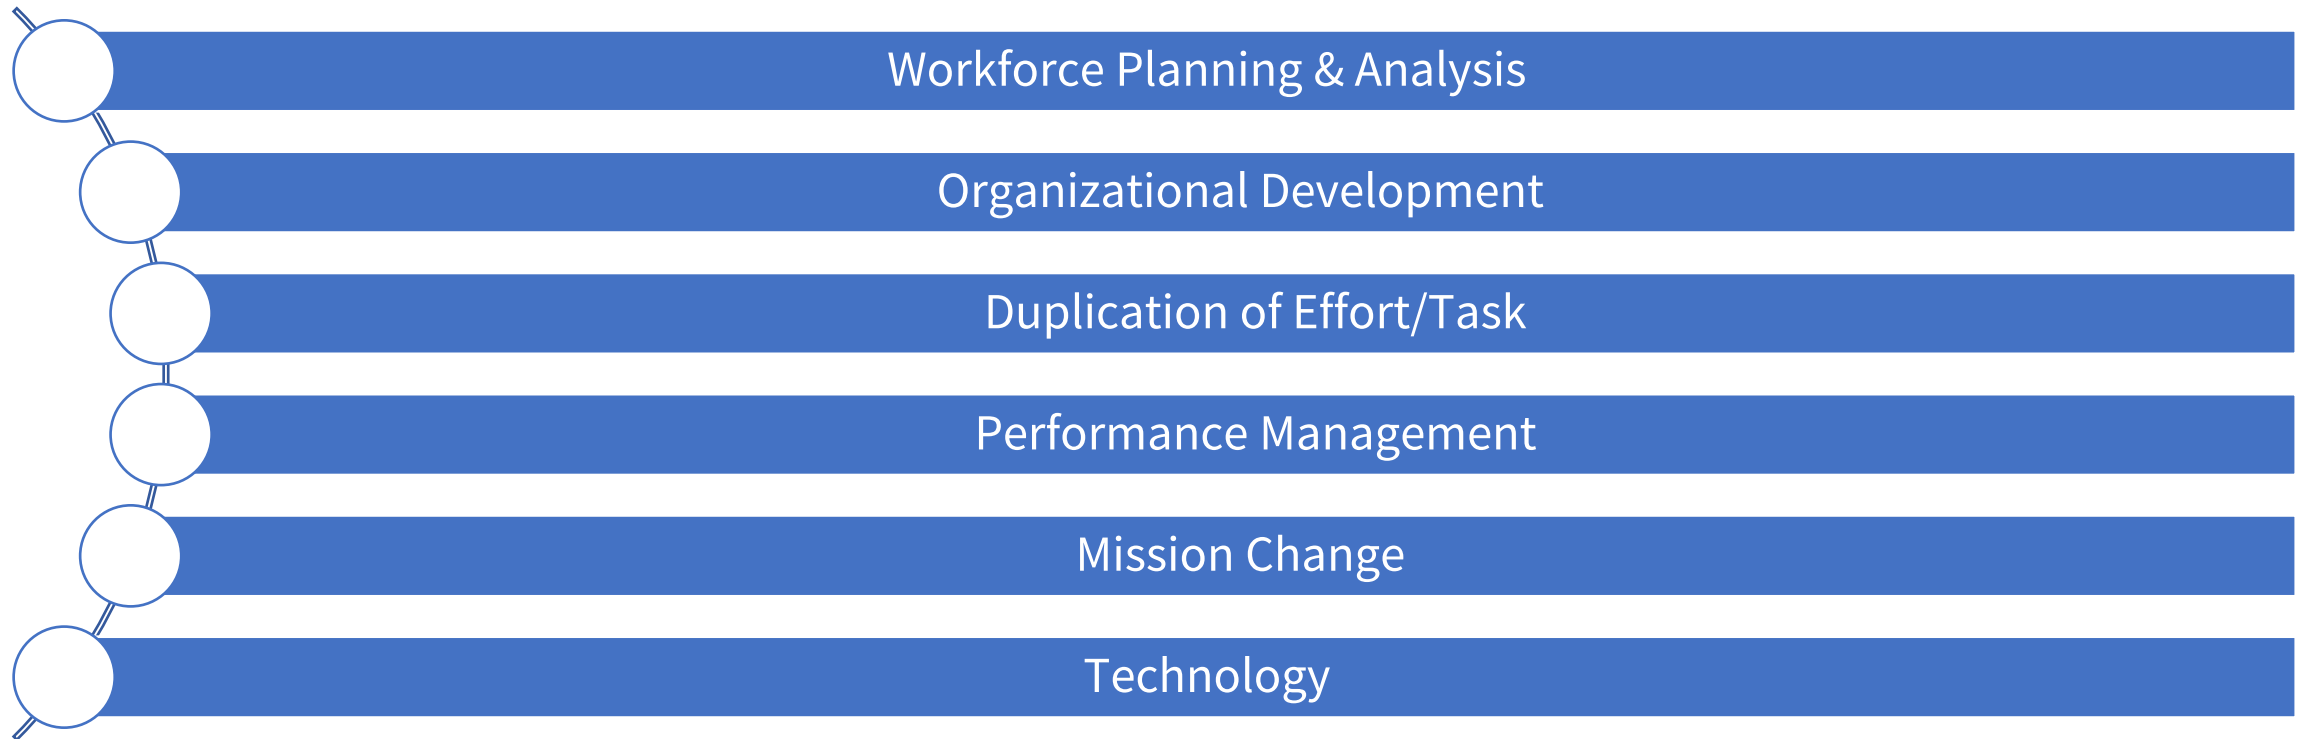 Workforce Planning & Analysis
Organizational Development
Duplication of Effort/Task
Performance Management
Mission Change
Technology